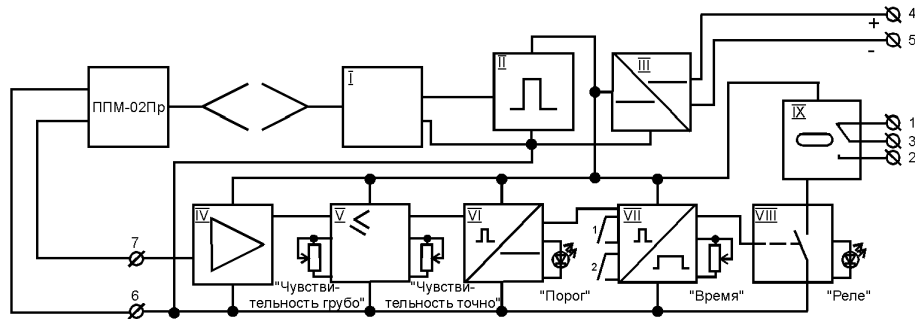 4
+
5
-
I
II
III
ППМ-02Пр
IX
1
3
2
IV
V
≤
VI
VII
VIII
1
2
7
6
"Чувстви-
тельность грубо"
"Чувстви-
тельность точно"
"Порог"
"Время"
"Реле"